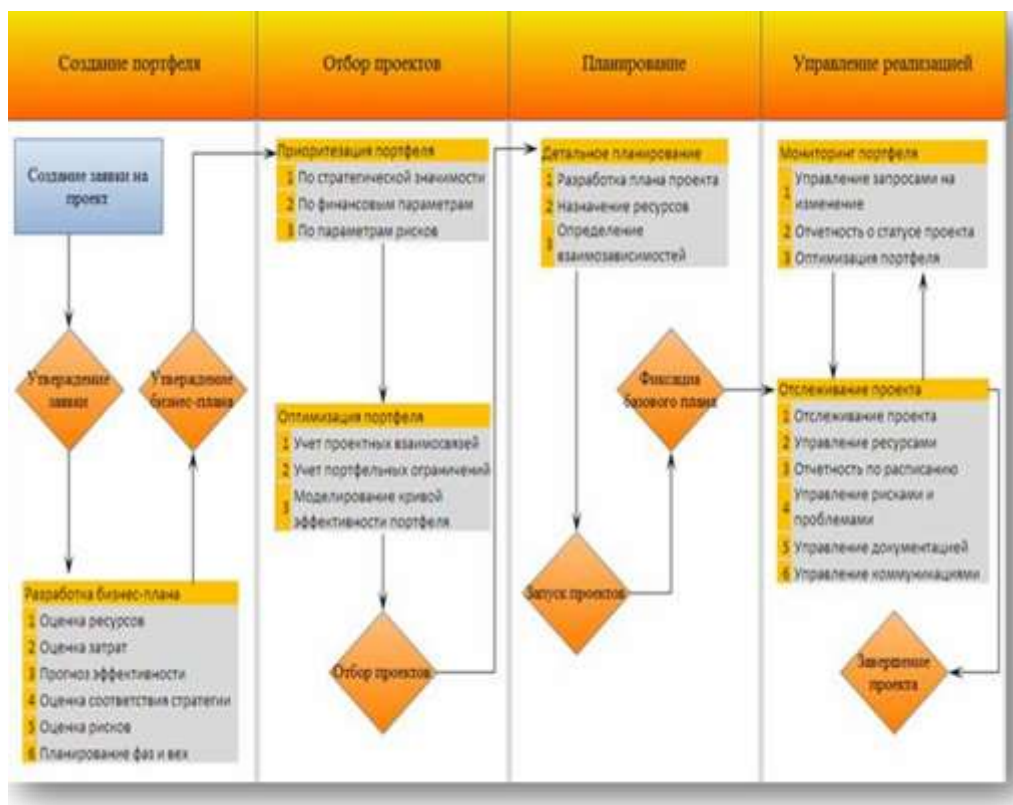 Создание портфеля
Отбор проектов
Планирование
Управление реализацией
Создание заявки на
проект
Утверждение
заявки
Утверждение
бизнес-плана
Разработка бизнес-плана
1 Оценка ресурсов
2 Оценка затрат
3 Прогноз эффективности
4 Оценка соответствия стратегии
5 Оценка рисков
6 Планирование фаз и вех
Приоритезация портфеля
1 По стратегической значимости
2 По финансовым параметрам
3 По параметрам рисков
Оптимизация портфеля
1 Учет проектных взаимосвязей
2 Учет портфельных ограничений
3 Моделирование кривой
эффективности портфеля
Отбор проектов
Детальное планирование
1 Разработка плана проекта
2 Назначение ресурсов
3 Определение
взаимозависимостей
Фиксация
базового плана
Запуск проектов
Мониторинг портфеля
1 Управление запросами на
изменение
2 Отчетность о статусе проекта
3 Оптимизация портфеля
Отслеживание проекта
1 Отслеживание проекта
2 Управление ресурсами
3 Отчетность по расписанию
4 Управление рисками и
проблемами
5 Управление документацией
6 Управление коммуникациями
Завершение
проекта